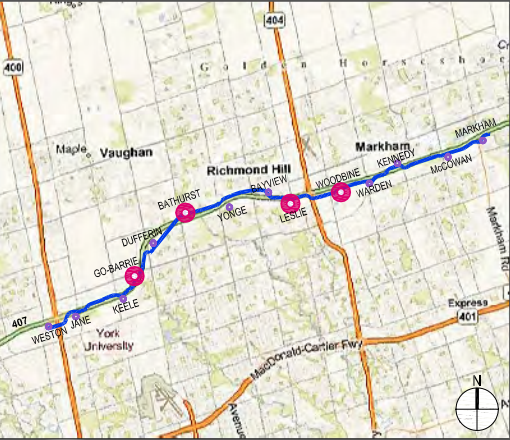 404
400
Golden Horseshoe
MARKHAM
Maple
Vaughan
Markham
KENNEDY
McCOWAN
Richmond Hill
BAYVIEW
WOODBINE
WARDEN
BATHURST
YONGE
LESLIE
Markham Rd
DUFFERIN
GO-BARRIE
KEELE
407
WESTON
JANE
York
University
Express
401
MacDonald-Cartier Fwy
Avenue
N